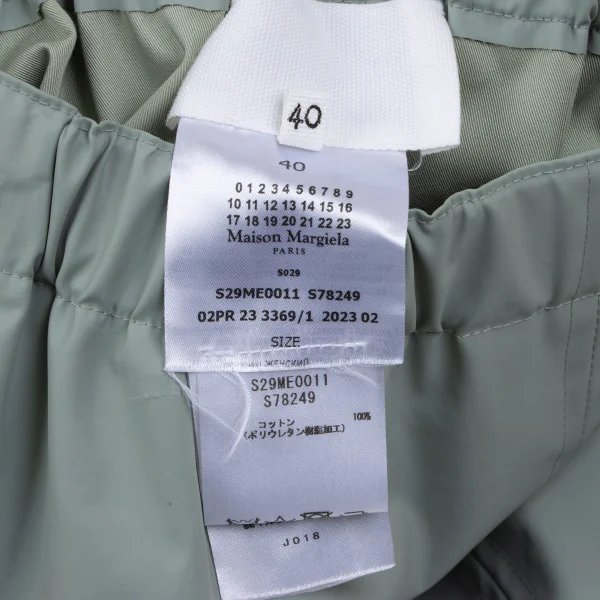 40
40
0 1 2 3 4 5 6 7 8 9
10 11 12 13 14 15 16
17 18 19 20 21 22 23
Maison Margiela
PARIS
S029
S29ME0011 S78249
02PR 23 3369/1 2023 02
SIZE
ЖЕНСКИЙ
S29ME0011
S78249
コットン 100%
(ポリウレタン樹脂加工)
J018